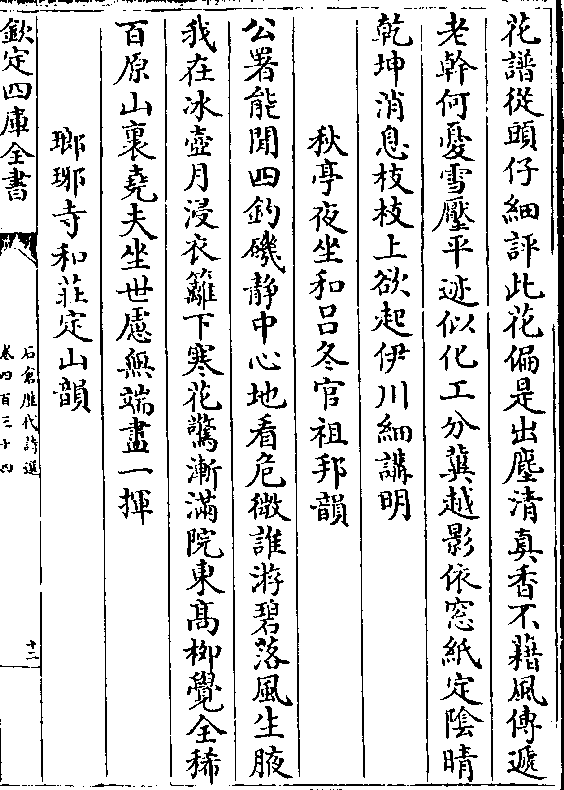 花譜從頭仔細評此花偏是出塵清真香不藉風傳遞
老幹何憂雪壓平迹似化工分冀越影依窓紙定陰晴
乾坤消息枝枝上欲起伊川細講明
秋亭夜坐和吕冬官祖邦韻
公署能閒四釣磯静中心地看危微誰游碧落風生腋
我在冰壺月浸衣籬下寒花驚漸滿院東髙柳覺全稀
百原山裏堯夫坐世慮無端盡一揮
瑯琊寺和莊定山韻
欽定四庫全書
石倉歴代詩選
卷四百三十四
十三